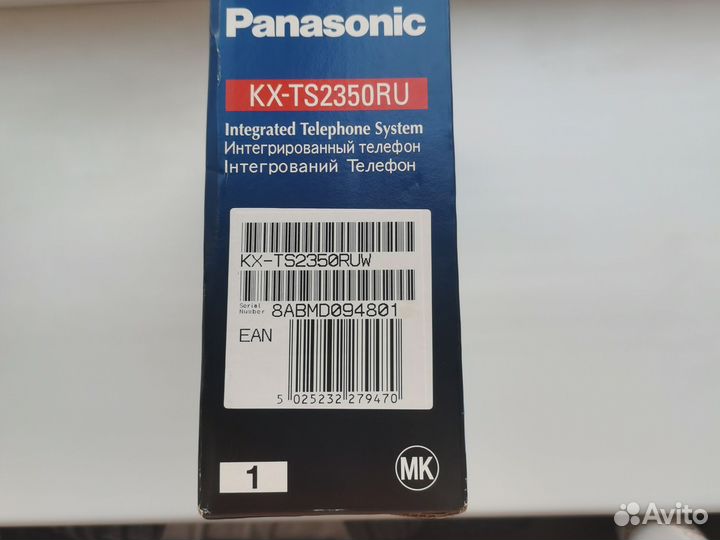 Panasonic
KX-TS2350RU
Integrated Telephone System
Интегрированный телефон
Інтегрований Телефон
KX-TS2350RUW
Serial
Number 8ABMD094801
EAN
5 025232 279470
1
MK
Avito